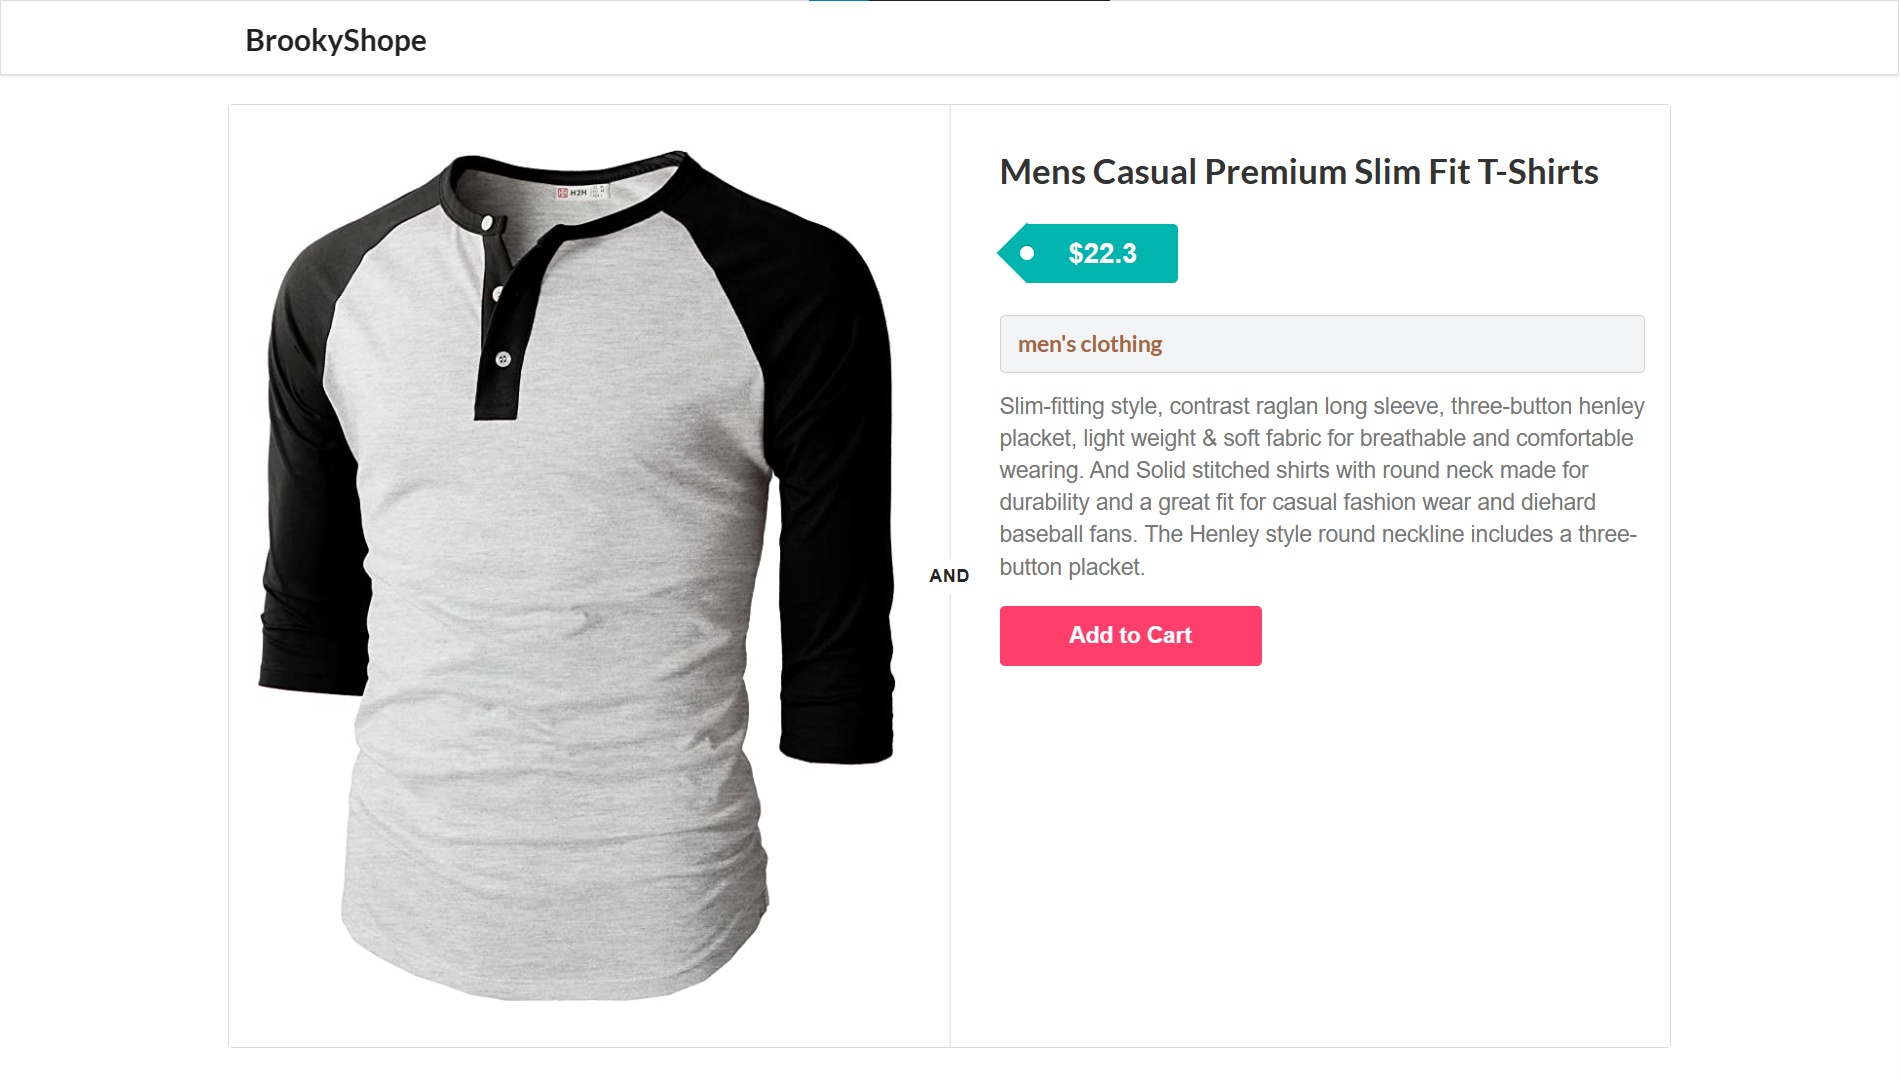 BrookyShope
H2H
Mens Casual Premium Slim Fit T-Shirts
$22.3
men's clothing
Slim-fitting style, contrast raglan long sleeve, three-button henley
placket, light weight & soft fabric for breathable and comfortable
wearing. And Solid stitched shirts with round neck made for
durability and a great fit for casual fashion wear and diehard
baseball fans. The Henley style round neckline includes a three-
button placket.
AND
Add to Cart